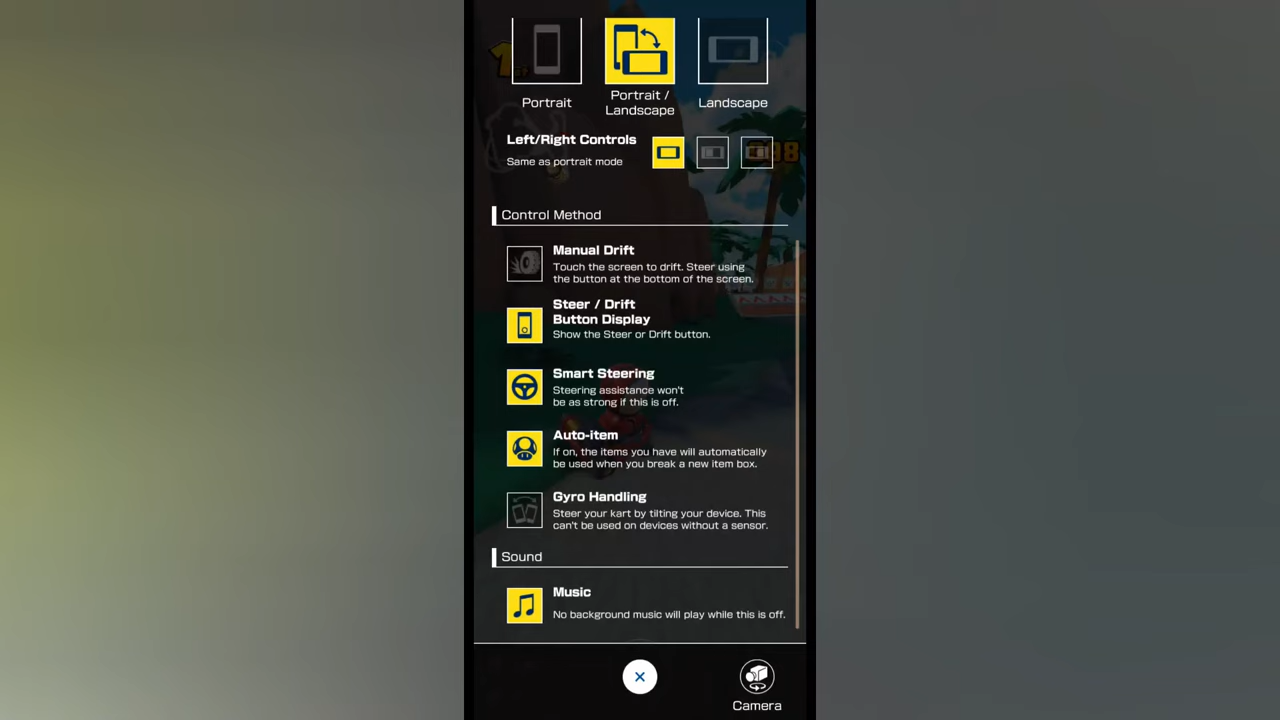 Portrait
Portrait /
Landscape
Landscape
Left/Right Controls
Same as portrait mode
Control Method
Manual Drift
Touch the screen to drift. Steer using
the button at the bottom of the screen.
Steer / Drift
Button Display
Show the Steer or Drift button.
Smart Steering
Steering assistance won't
be as strong if this is off.
Auto-item
If on, the items you have will automatically
be used when you break a new item box.
Gyro Handling
Steer your kart by tilting your device. This
can't be used on devices without a sensor.
Sound
Music
No background music will play while this is off.
Camera